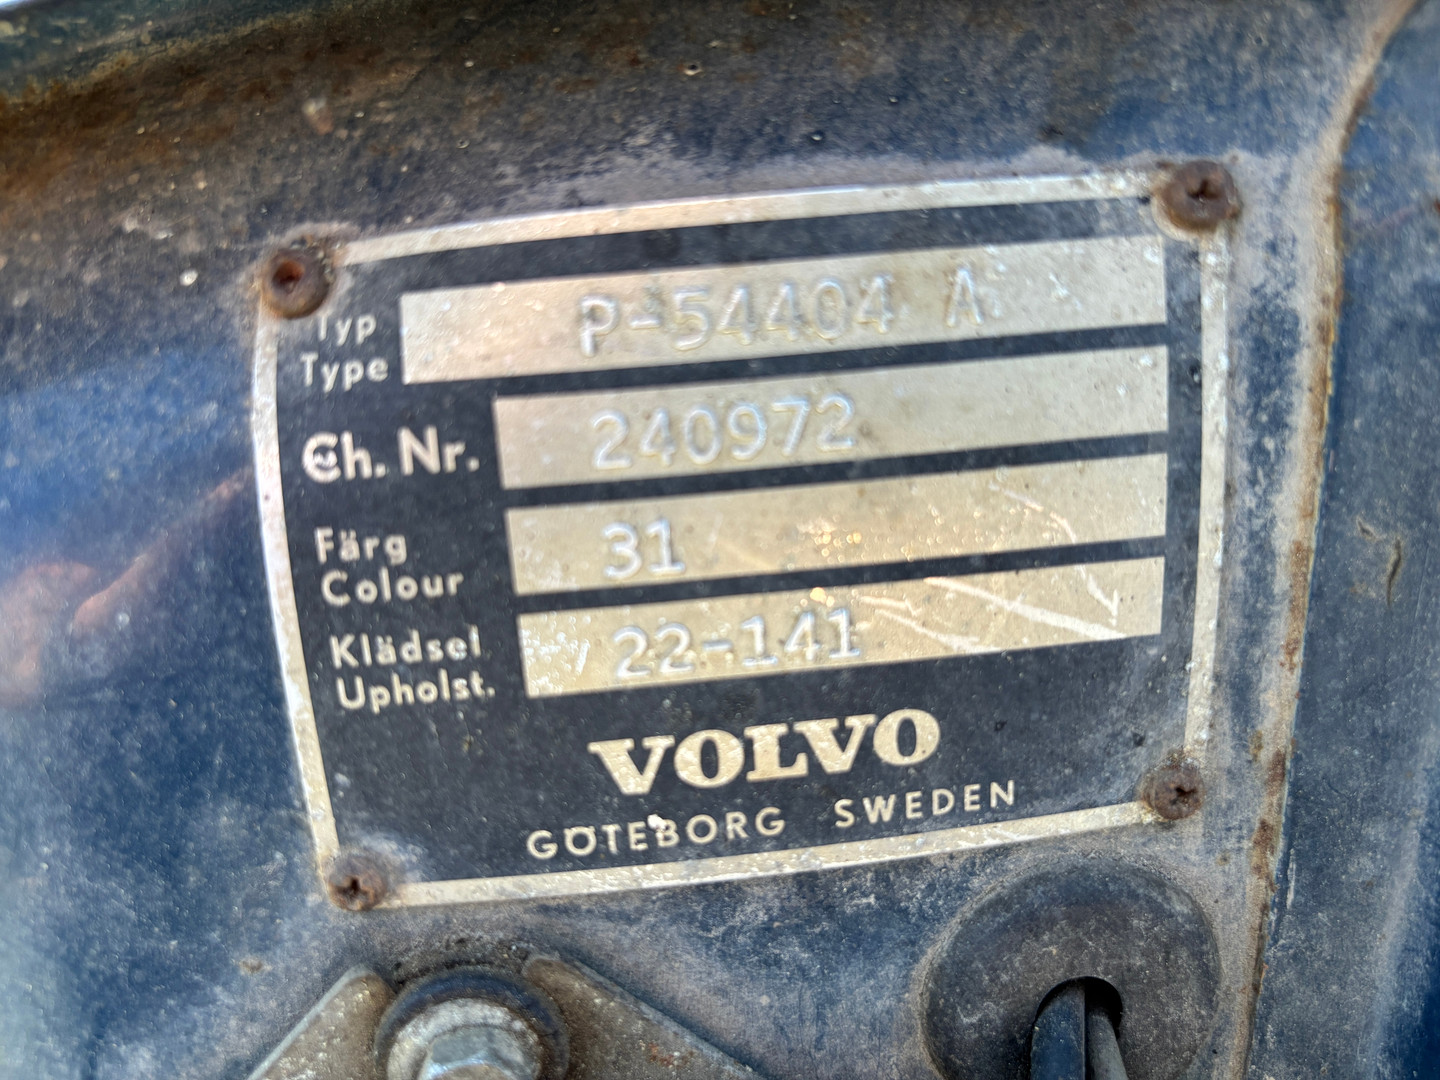 Typ
Type P-54404 A
Ch. Nr. 240972
Färg
Colour 31
Klädsel
Upholst. 22-141
VOLVO
GÖTEBORG SWEDEN